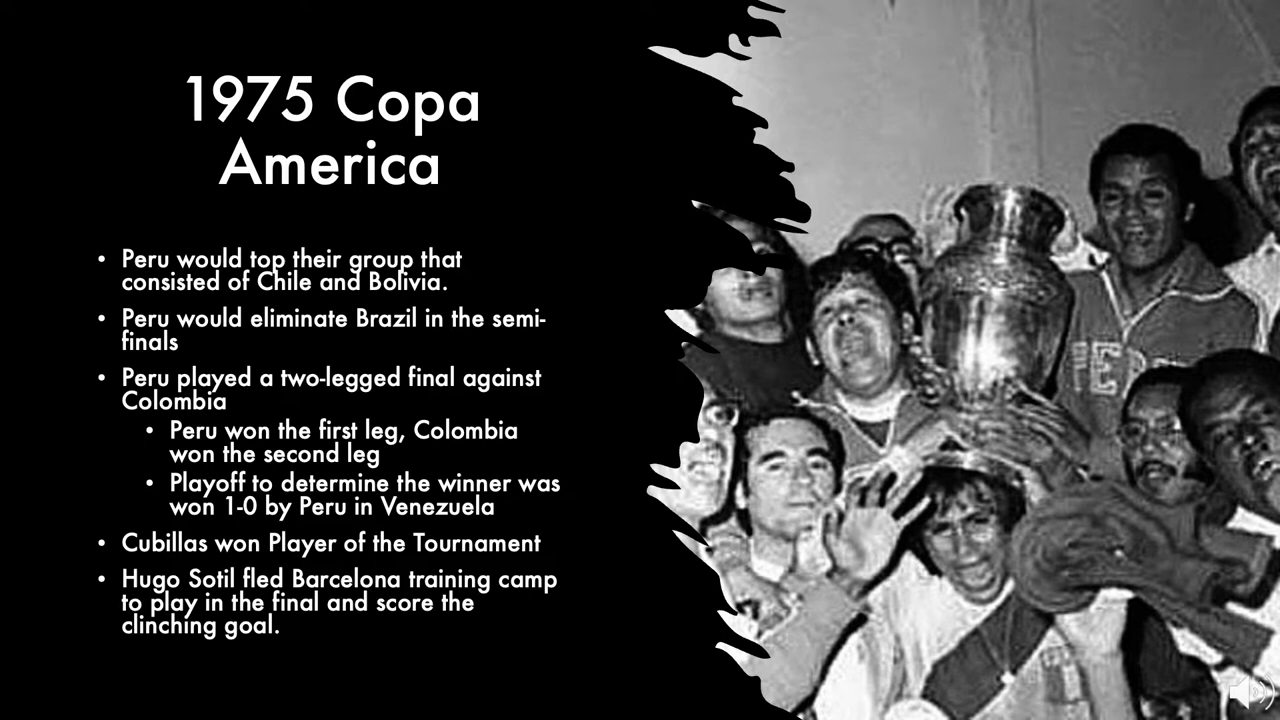 1975 Copa
America
• Peru would top their group that
consisted of Chile and Bolivia.
• Peru would eliminate Brazil in the semi-
finals
• Peru played a two-legged final against
Colombia
• Peru won the first leg, Colombia
won the second leg
• Playoff to determine the winner was
won 1-0 by Peru in Venezuela
• Cubillas won Player of the Tournament
• Hugo Sotil fled Barcelona training camp
to play in the final and score the
clinching goal.